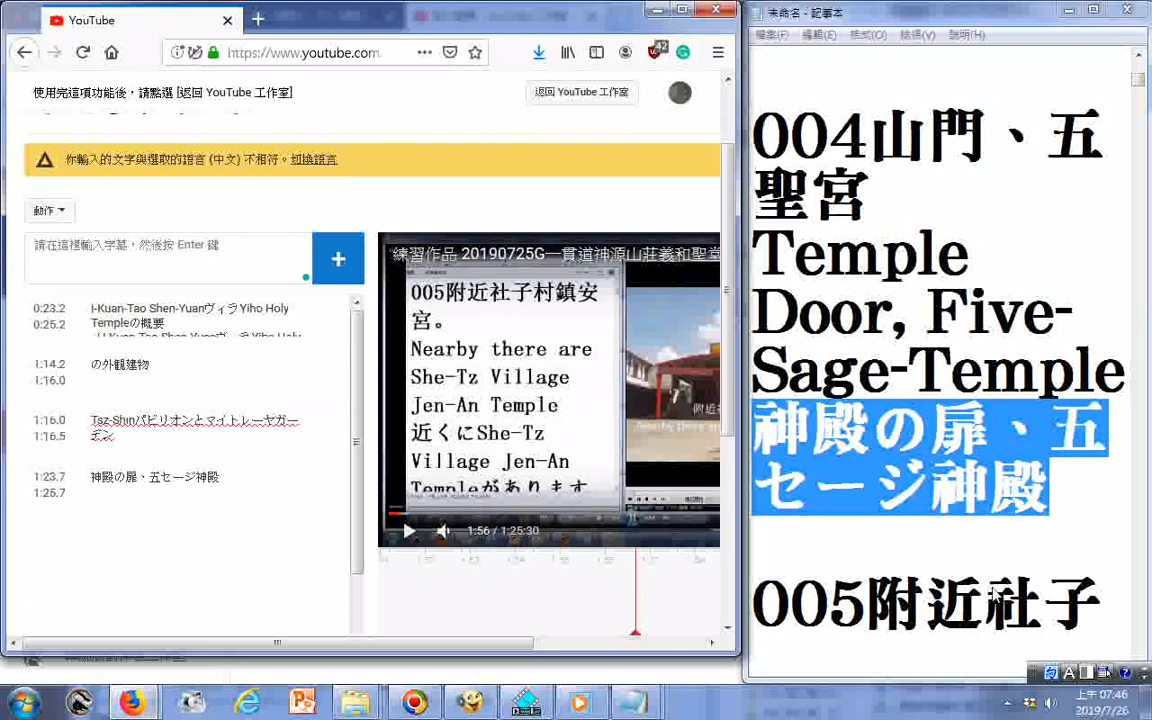 YouTube
https://www.youtube.com
42
使用完這項功能後，請點選 [返回 YouTube 工作室]
返回 YouTube 工作室
你輸入的文字與選取的語言 (中文) 不相符。切換語言
動作
請在這裡輸入字幕，然後按 Enter 鍵
+
0:23.2
0:25.2
I-Kuan-Tao Shen-YuanヴィラYiho Holy
Templeの概要
1:14.2
1:16.0
の外観建物
1:16.0
1:16.5
Tsz-Shinパビリオンとマイトレーヤガー
デン
1:23.7
1:25.7
神殿の扉、五セージ神殿
練習作品 20190725G一貫道神源山莊義和聖堂
005附近社子村鎮安
宮。
Nearby there are
She-Tz Village
Jen-An Temple
近くにShe-Tz
Village Jen-An
Templeがあります
1:56 / 1:25:30
未命名 - 記事本
檔案(F) 編輯(E) 格式(O) 檢視(V) 說明(H)
004山門、五
聖宮
Temple
Door, Five-
Sage-Temple
神殿の扉、五
セージ神殿
005附近社子
上午 07:46
2019/7/26